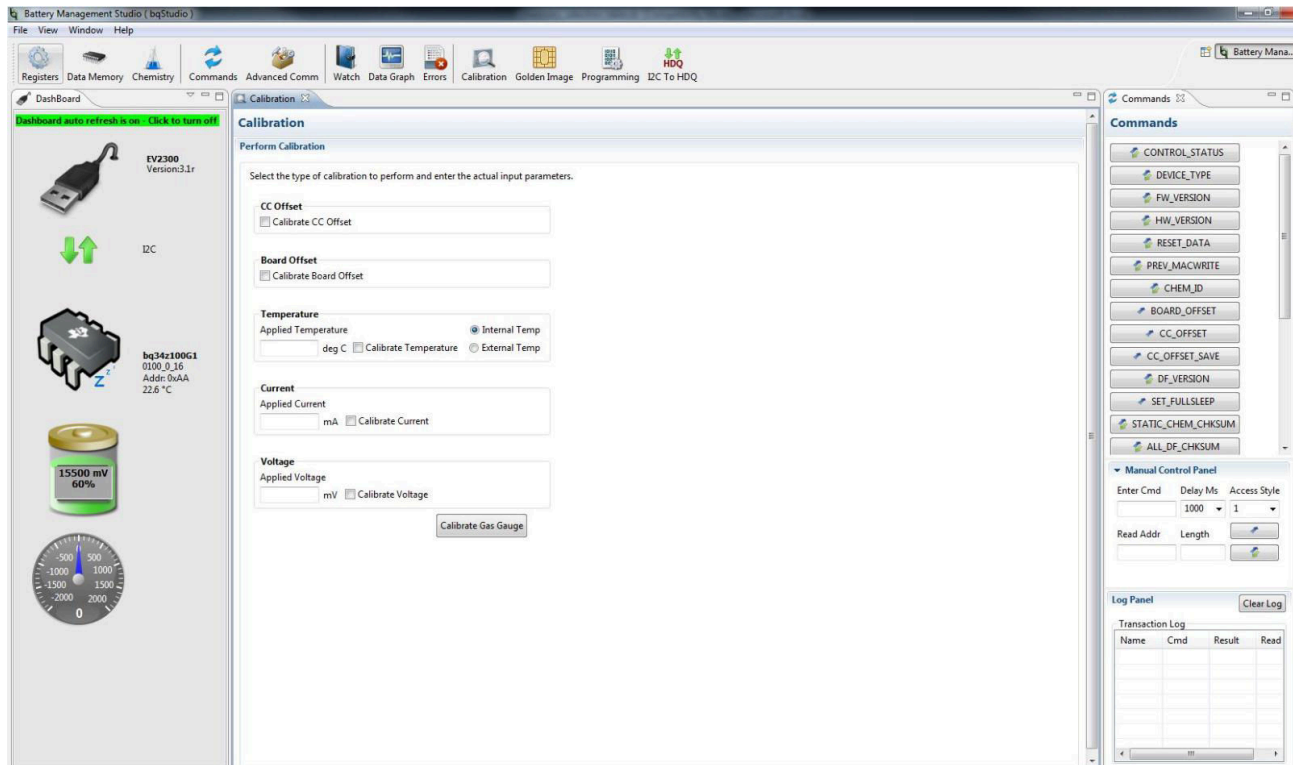 Battery Management Studio ( bqStudio )
File View Window Help
Registers Data Memory Chemistry Commands Advanced Comm Watch Data Graph Errors Calibration Golden Image Programming I2C To HDQ
HDQ
Battery Mana...
DashBoard
Dashboard auto refresh is on - Click to turn off
EV2300
Version:3.1r
I2C
z z
bq34z100G1
0100_0_16
Addr: 0xAA
22.6 °C
15500 mV
60%
-500 500
-1000 1000
-1500 1500
-2000 2000
0
Calibration
Calibration
Perform Calibration
Select the type of calibration to perform and enter the actual input parameters.
CC Offset
Calibrate CC Offset
Board Offset
Calibrate Board Offset
Temperature
Applied Temperature Internal Temp
deg C Calibrate Temperature External Temp
Current
Applied Current
mA Calibrate Current
Voltage
Applied Voltage
mV Calibrate Voltage
Calibrate Gas Gauge
Commands
Commands
CONTROL_STATUS
DEVICE_TYPE
FW_VERSION
HW_VERSION
RESET_DATA
PREV_MACWRITE
CHEM_ID
BOARD_OFFSET
CC_OFFSET
CC_OFFSET_SAVE
DF_VERSION
SET_FULLSLEEP
STATIC_CHEM_CHKSUM
ALL_DF_CHKSUM
Manual Control Panel
Enter Cmd Delay Ms Access Style
1000 1
Read Addr Length
Log Panel Clear Log
Transaction Log
Name Cmd Result Read